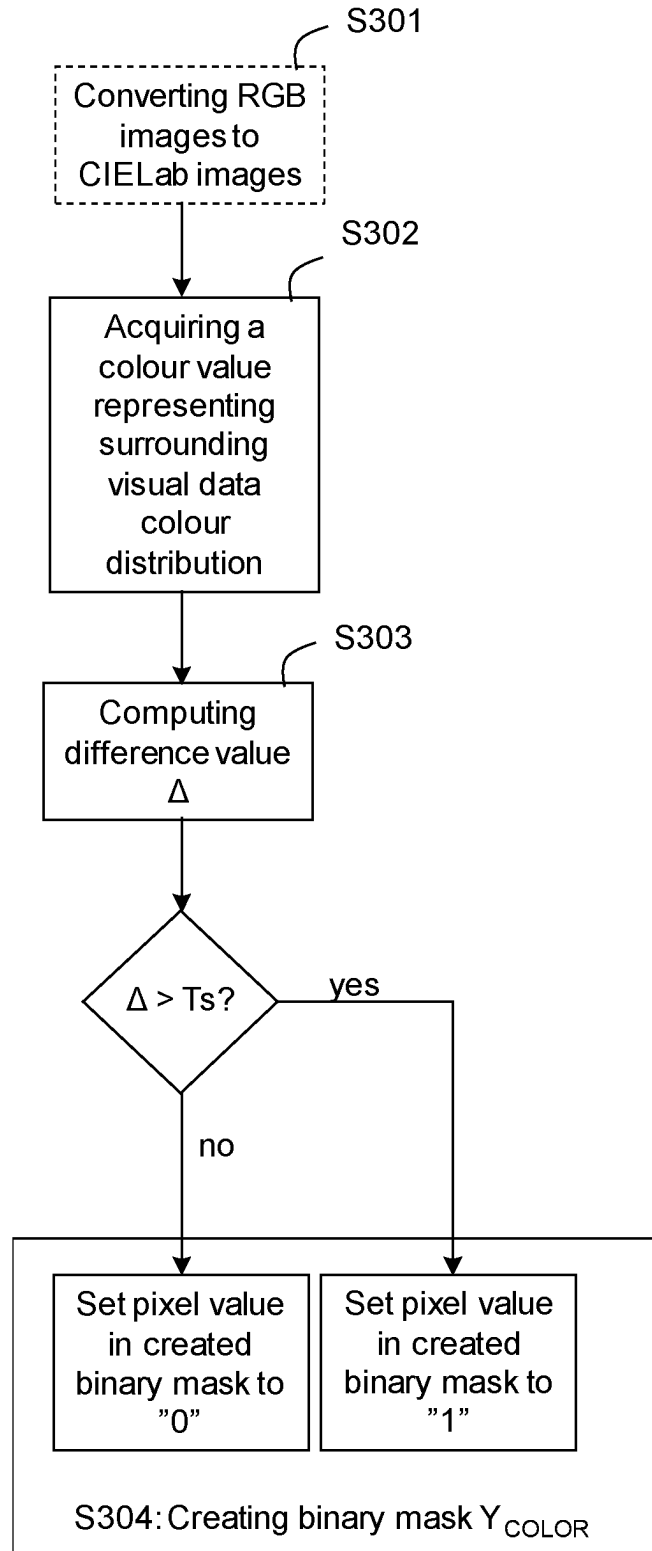 S301
Converting RGB
images to
CIELab images
S302
Acquiring a
colour value
representing
surrounding
visual data
colour
distribution
S303
Computing
difference value
Δ
Δ > Ts?
yes
no
Set pixel value
in created
binary mask to
”0”
Set pixel value
in created
binary mask to
”1”
S304: Creating binary mask Y_COLOR